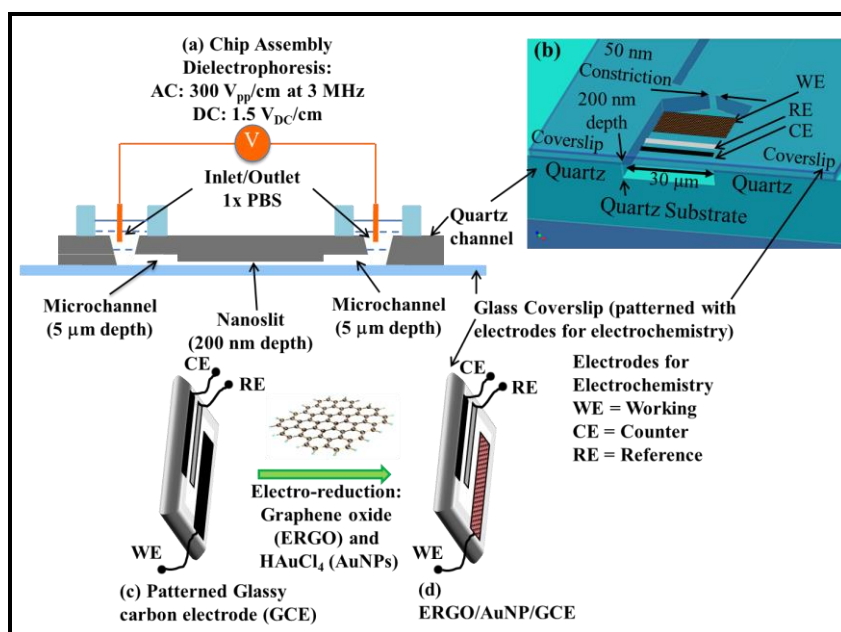 (a) Chip Assembly
Dielectrophoresis:
AC: 300 Vpp/cm at 3 MHz
DC: 1.5 VDC/cm
V
Inlet/Outlet
1x PBS
Quartz
channel
Microchannel
(5 μm depth)
Nanoslit
(200 nm depth)
Microchannel
(5 μm depth)
(b)
50 nm
Constriction
200 nm
depth
WE
RE
CE
Coverslip
Coverslip
Quartz
30 μm
Quartz
Quartz Substrate
Glass Coverslip (patterned with
electrodes for electrochemistry)
CE
RE
WE
Electro-reduction:
Graphene oxide
(ERGO) and
HAuCl4 (AuNPs)
CE
RE
WE
Electrodes for
Electrochemistry
WE = Working
CE = Counter
RE = Reference
(c) Patterned Glassy
carbon electrode (GCE)
(d)
ERGO/AuNP/GCE